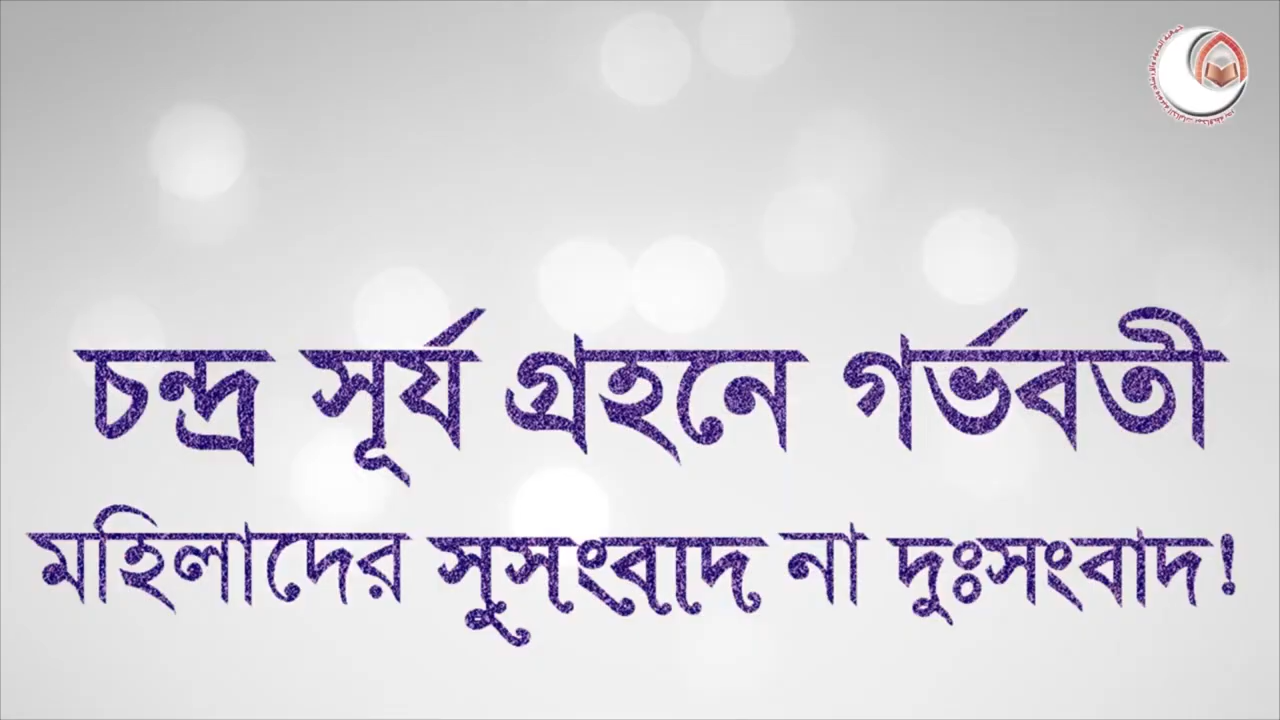 চন্দ্র সূর্য গ্রহনে গর্ভবতী
মহিলাদের সুসংবাদ না দুঃসংবাদ!